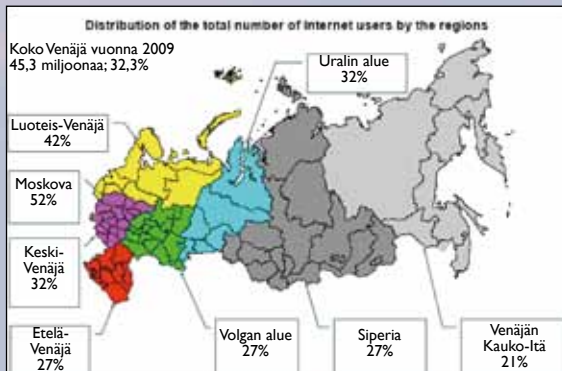 Distribution of the total number of Internet users by the regions
Koko Venäjä vuonna 2009
45,3 miljoonaa; 32,3%
Uralin alue
32%
Luoteis-Venäjä
42%
Moskova
52%
Keski-
Venäjä
32%
Etelä-
Venäjä
27%
Volgan alue
27%
Siperia
27%
Venäjän
Kauko-Itä
21%